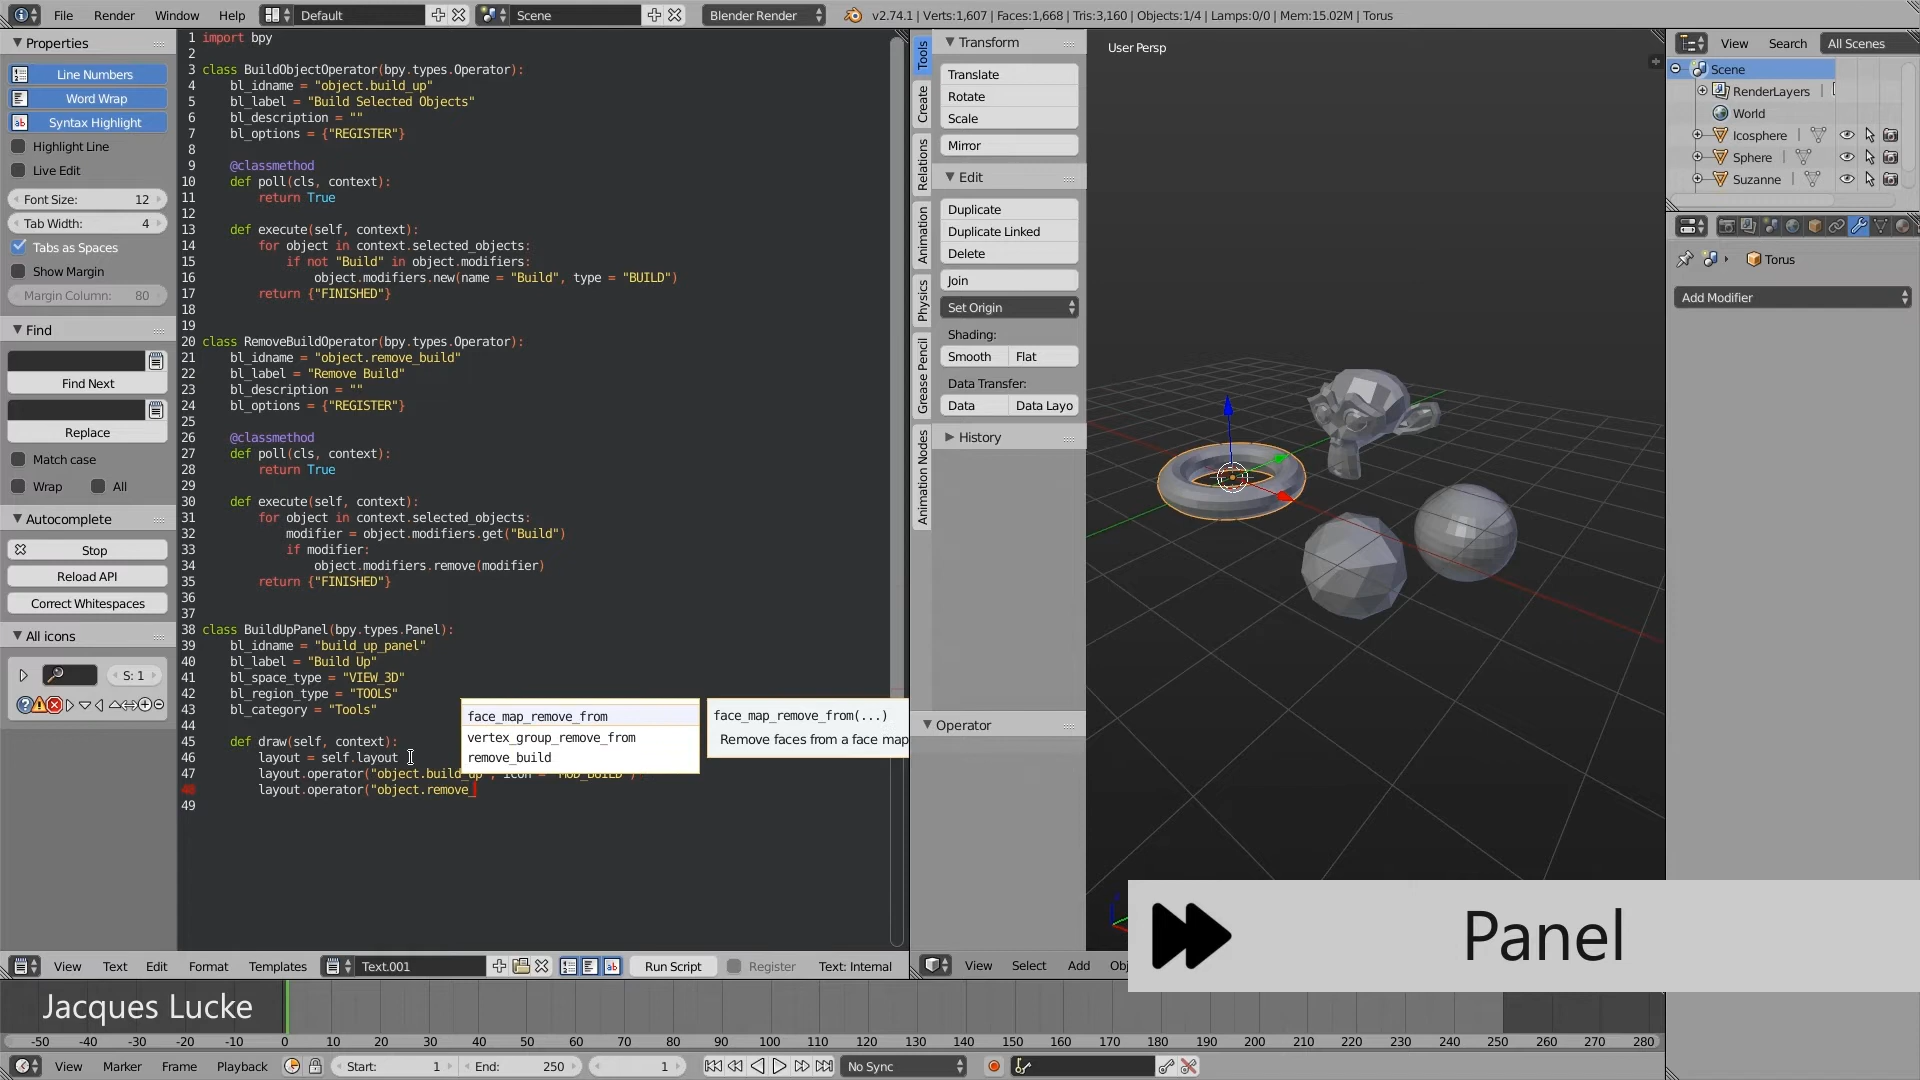 File Render Window Help Default Scene Blender Render v2.74.1 | Verts:1,607 | Faces:1,668 | Tris:3,160 | Objects:1/4 | Lamps:0/0 | Mem:15.02M | Torus
Properties
Line Numbers
Word Wrap
Syntax Highlight
Highlight Line
Live Edit
Font Size: 12
Tab Width: 4
Tabs as Spaces
Show Margin
Margin Column: 80
Find
Find Next
Replace
Match case
Wrap All
Autocomplete
Stop
Reload API
Correct Whitespaces
All icons
S: 1
1 import bpy
2
3 class BuildObjectOperator(bpy.types.Operator):
4 bl_idname = "object.build_up"
5 bl_label = "Build Selected Objects"
6 bl_description = ""
7 bl_options = {"REGISTER"}
8
9 @classmethod
10 def poll(cls, context):
11 return True
12
13 def execute(self, context):
14 for object in context.selected_objects:
15 if not "Build" in object.modifiers:
16 object.modifiers.new(name = "Build", type = "BUILD")
17 return {"FINISHED"}
18
19
20 class RemoveBuildOperator(bpy.types.Operator):
21 bl_idname = "object.remove_build"
22 bl_label = "Remove Build"
23 bl_description = ""
24 bl_options = {"REGISTER"}
25
26 @classmethod
27 def poll(cls, context):
28 return True
29
30 def execute(self, context):
31 for object in context.selected_objects:
32 modifier = object.modifiers.get("Build")
33 if modifier:
34 object.modifiers.remove(modifier)
35 return {"FINISHED"}
36
37
38 class BuildUpPanel(bpy.types.Panel):
39 bl_idname = "build_up_panel"
40 bl_label = "Build Up"
41 bl_space_type = "VIEW_3D"
42 bl_region_type = "TOOLS"
43 bl_category = "Tools"
44
45 def draw(self, context):
46 layout = self.layout
47 layout.operator("object.build_up", icon = "MOD_BUILD")
48 layout.operator("object.remove_
49
face_map_remove_from
vertex_group_remove_from
remove_build
face_map_remove_from(...)
Remove faces from a face map
Tools
Create
Relations
Animation
Physics
Grease Pencil
Animation Nodes
Transform
Translate
Rotate
Scale
Mirror
Edit
Duplicate
Duplicate Linked
Delete
Join
Set Origin
Shading:
Smooth Flat
Data Transfer:
Data Data Layo
History
Operator
User Persp
View Search All Scenes
Scene
RenderLayers
World
Icosphere
Sphere
Suzanne
Torus
Add Modifier
Panel
View Text Edit Format Templates Text.001 Run Script Register Text: Internal
View Select Add Obj
Jacques Lucke
-50 -40 -30 -20 -10 0 10 20 30 40 50 60 70 80 90 100 110 120 130 140 150 160 170 180 190 200 210 220 230 240 250 260 270 280
View Marker Frame Playback Start: 1 End: 250 1 No Sync